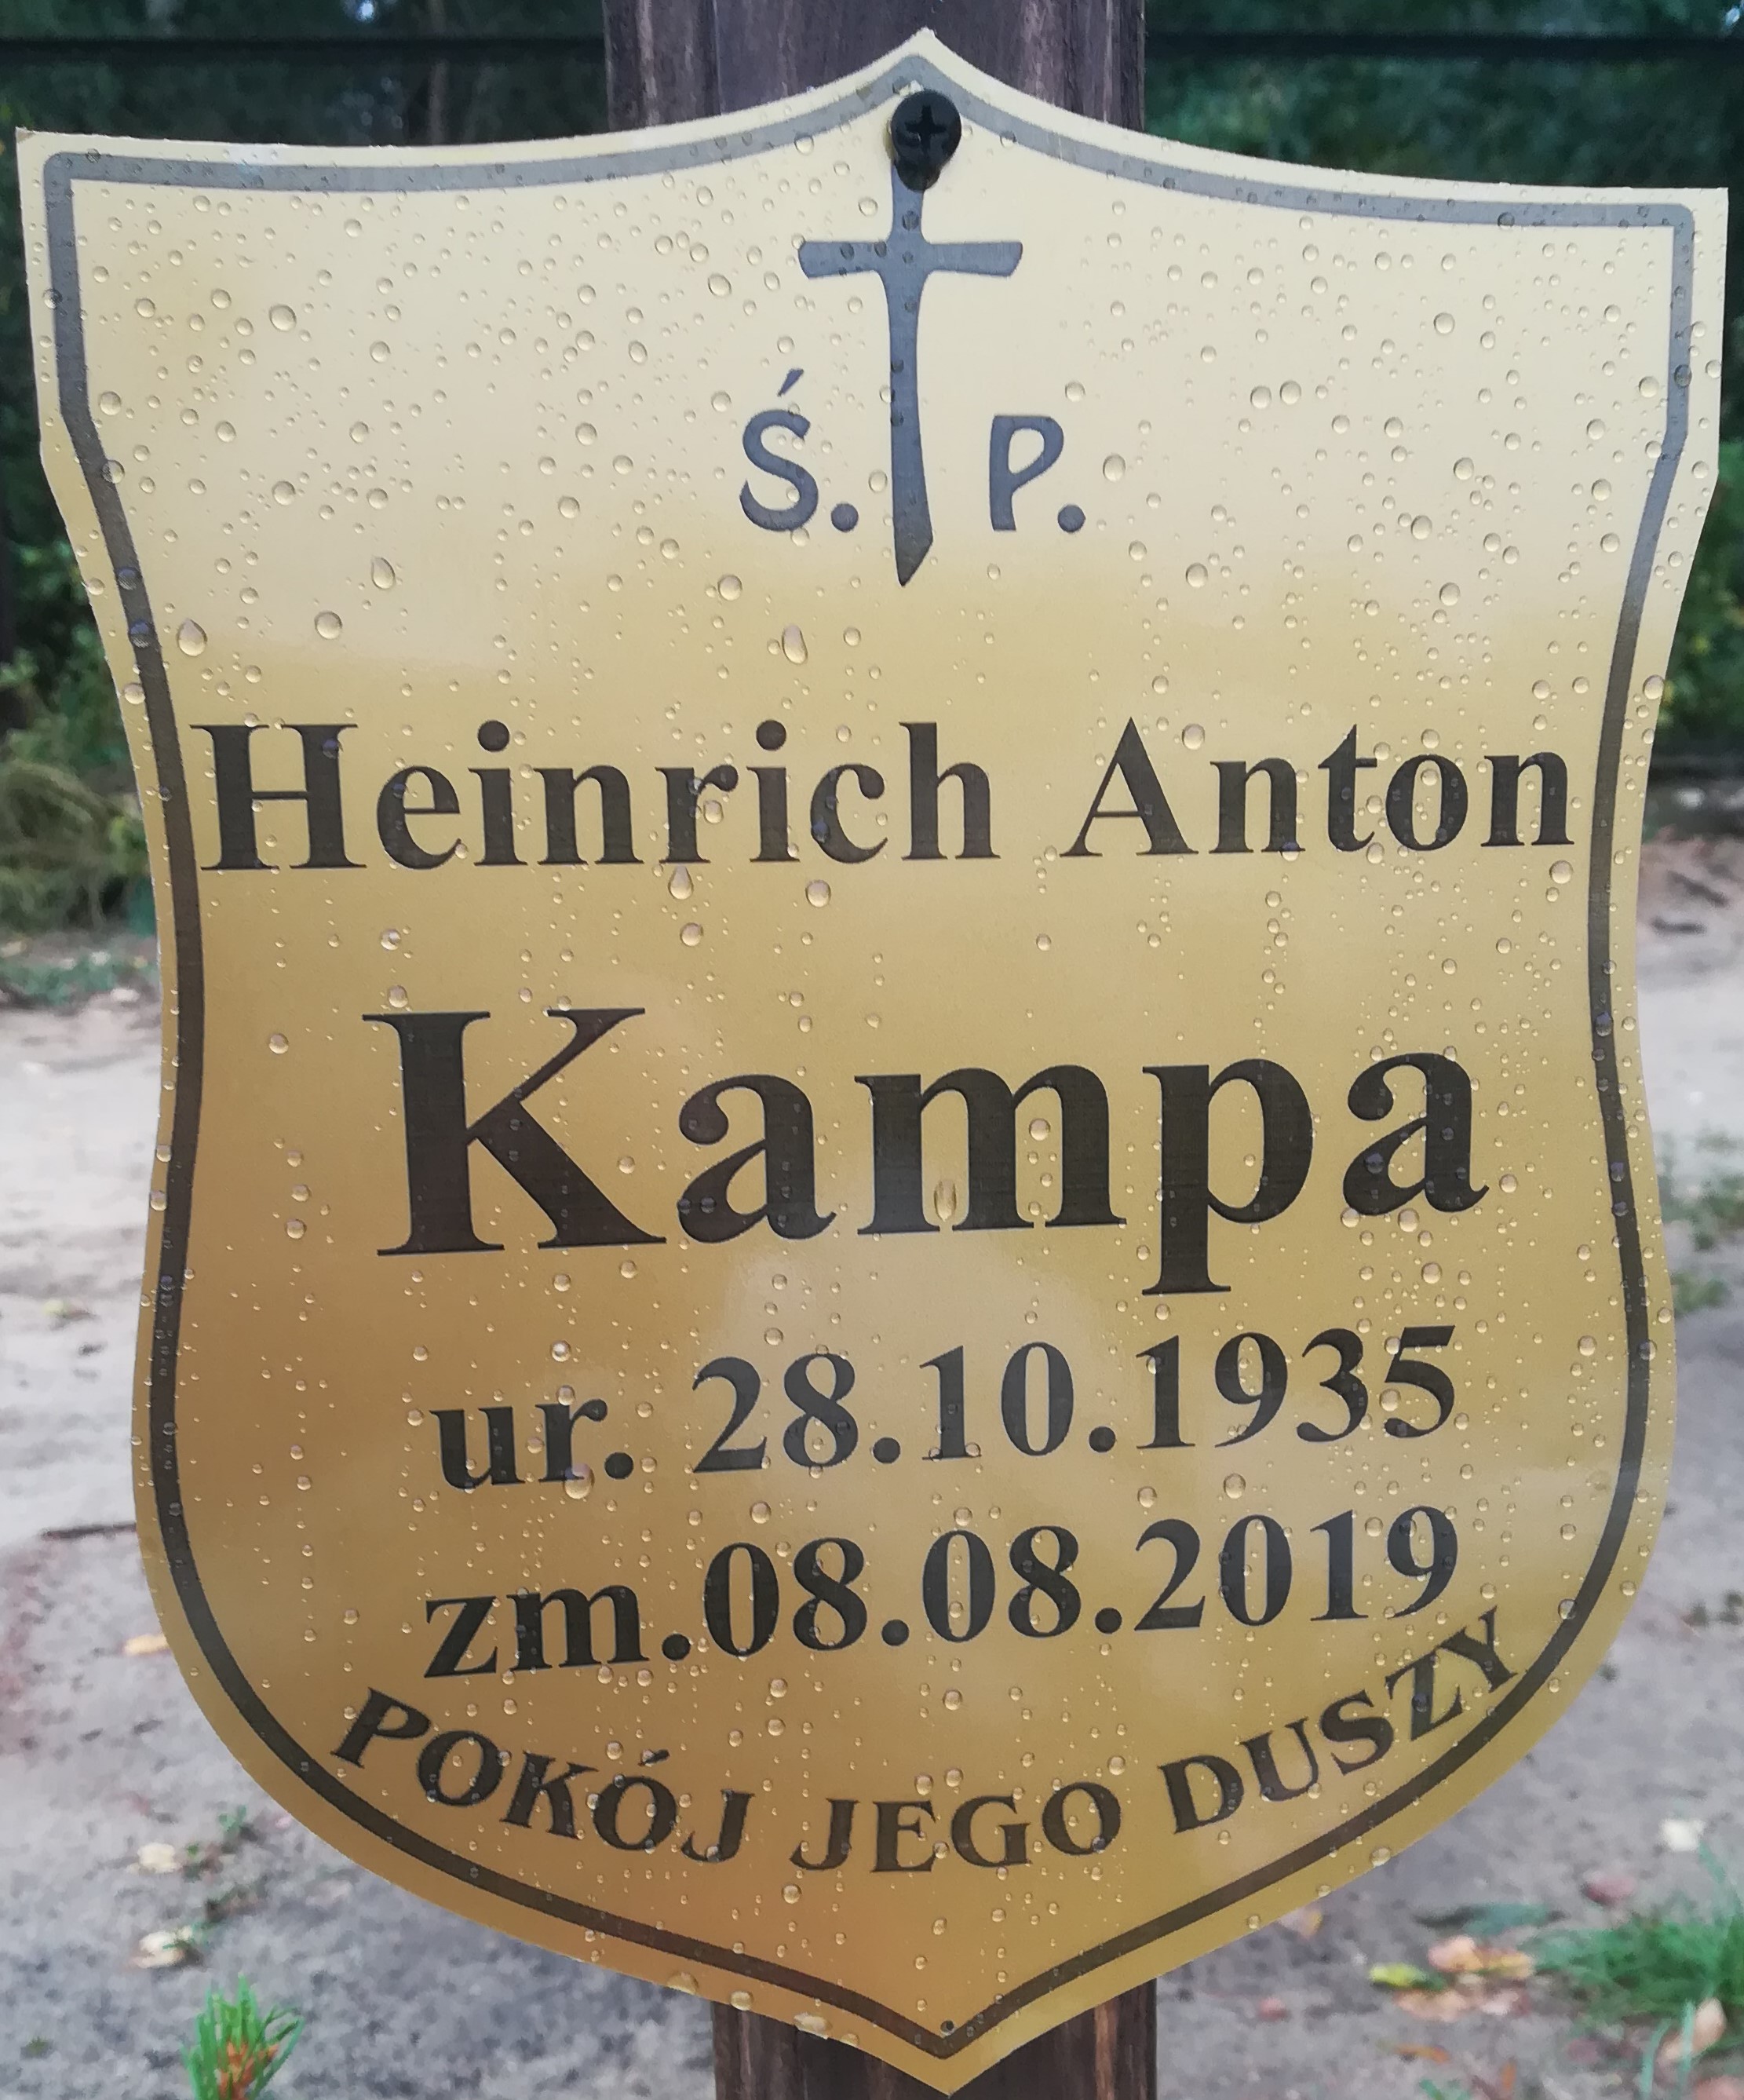 Ś. P.
Heinrich Anton
Kampa
ur. 28.10.1935
zm.08.08.2019
POKÓJ JEGO DUSZY